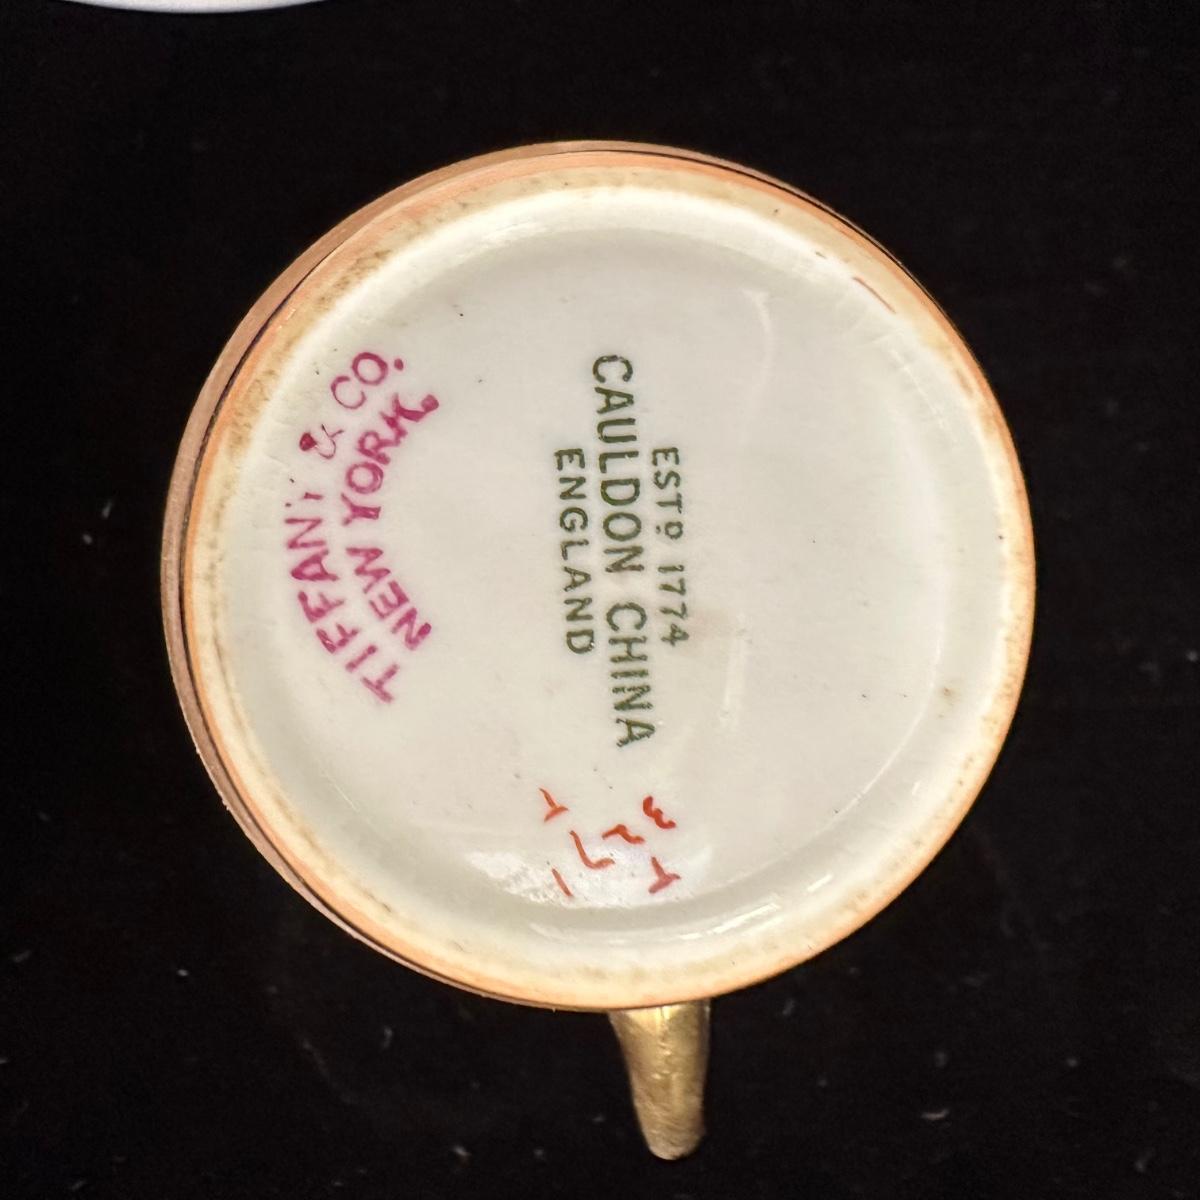 ESTD 1774
CAULDON CHINA
ENGLAND
TIFFANY & CO.
NEW YORK